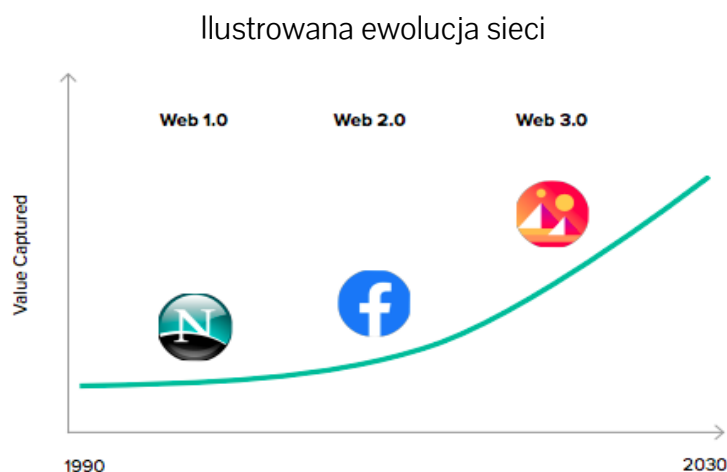 Ilustrowana ewolucja sieci
Web 1.0
Web 2.0
Web 3.0
Value Captured
N
f
1990
2030